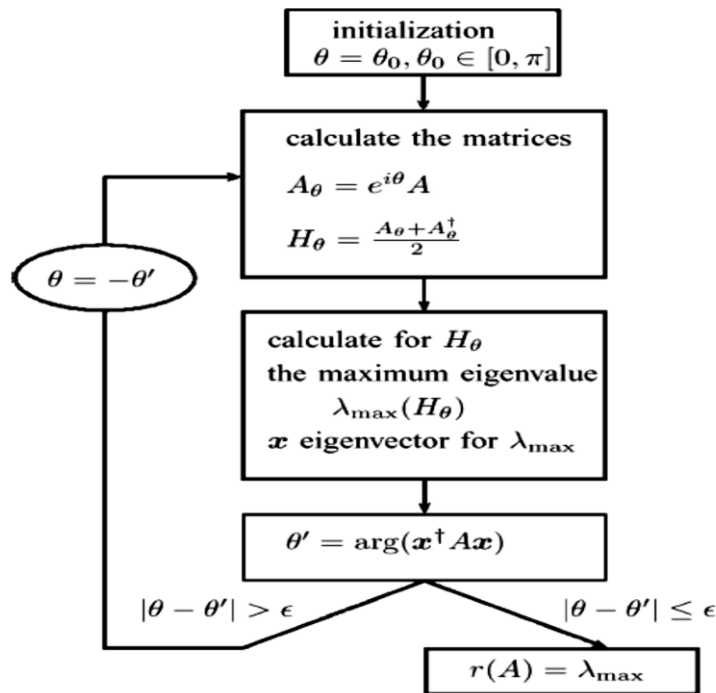 initialization
θ = θ₀, θ₀ ∈ [0, π]
calculate the matrices
A_θ = e^{iθ} A
H_θ = \frac{A_θ + A_θ^†}{2}
θ = −θ′
calculate for H_θ
the maximum eigenvalue
λ_max(H_θ)
x eigenvector for λ_max
θ′ = arg(x^† A x)
|θ − θ′| > ϵ
|θ − θ′| ≤ ϵ
r(A) = λ_max